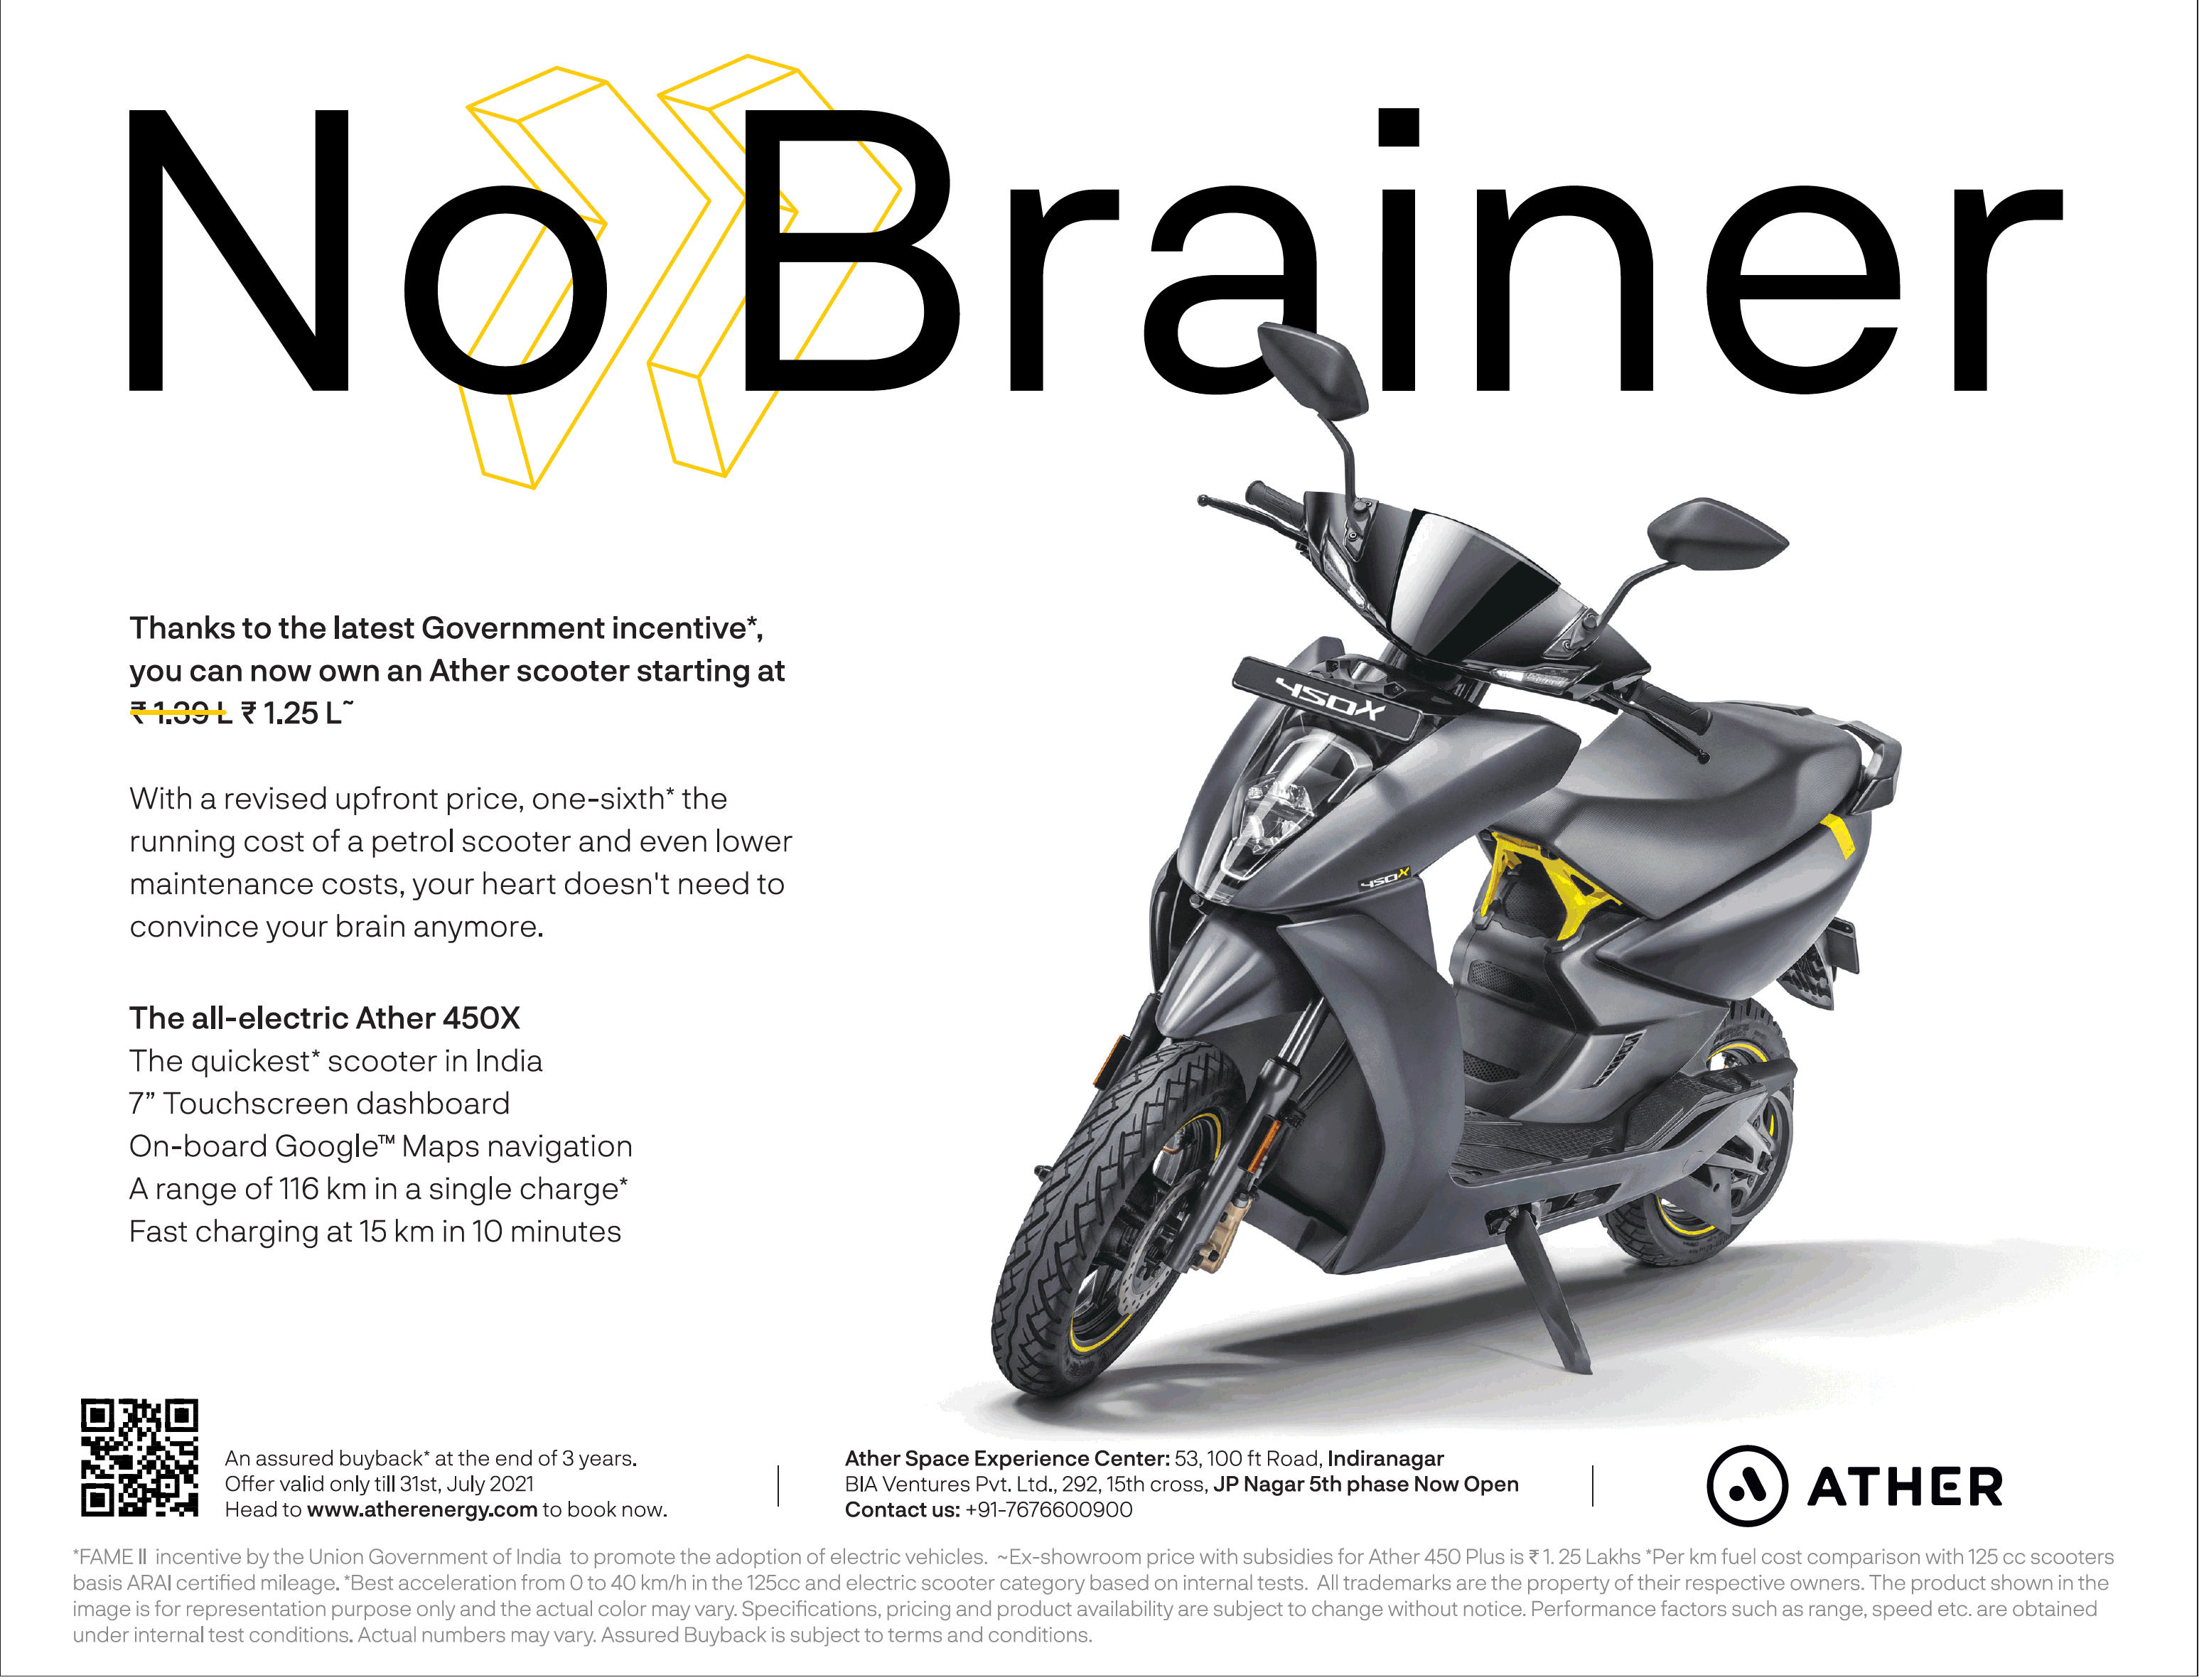 No Brainer
Thanks to the latest Government incentive*,
you can now own an Ather scooter starting at
₹ 1.39 L ₹ 1.25 L~
With a revised upfront price, one-sixth* the
running cost of a petrol scooter and even lower
maintenance costs, your heart doesn't need to
convince your brain anymore.
The all-electric Ather 450X
The quickest* scooter in India
7” Touchscreen dashboard
On-board Google™ Maps navigation
A range of 116 km in a single charge*
Fast charging at 15 km in 10 minutes
450X
450X
An assured buyback* at the end of 3 years.
Offer valid only till 31st, July 2021
Head to www.atherenergy.com to book now.
Ather Space Experience Center: 53, 100 ft Road, Indiranagar
BIA Ventures Pvt. Ltd., 292, 15th cross, JP Nagar 5th phase Now Open
Contact us: +91-7676600900
ATHER
*FAME II incentive by the Union Government of India to promote the adoption of electric vehicles. ~Ex-showroom price with subsidies for Ather 450 Plus is ₹ 1. 25 Lakhs *Per km fuel cost comparison with 125 cc scooters
basis ARAI certified mileage. *Best acceleration from 0 to 40 km/h in the 125cc and electric scooter category based on internal tests. All trademarks are the property of their respective owners. The product shown in the
image is for representation purpose only and the actual color may vary. Specifications, pricing and product availability are subject to change without notice. Performance factors such as range, speed etc. are obtained
under internal test conditions. Actual numbers may vary. Assured Buyback is subject to terms and conditions.